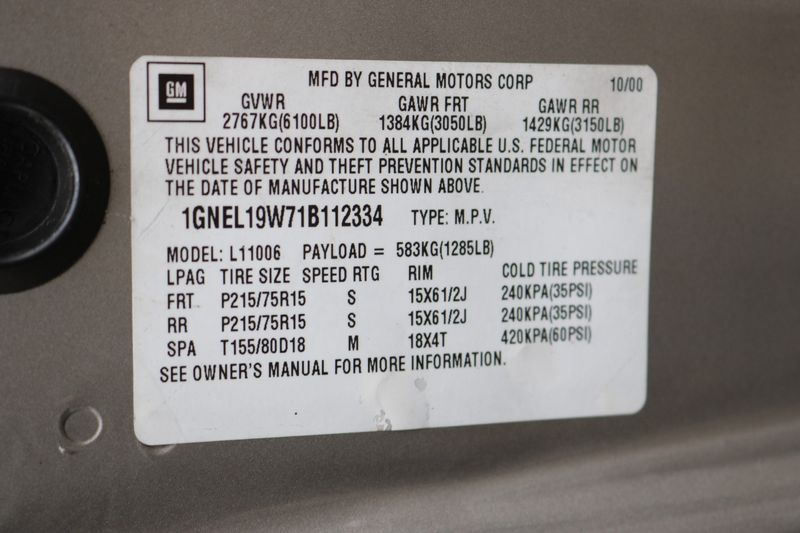 GM
MFD BY GENERAL MOTORS CORP 10/00
GVWR GAWR FRT GAWR RR
2767KG(6100LB) 1384KG(3050LB) 1429KG(3150LB)
THIS VEHICLE CONFORMS TO ALL APPLICABLE U.S. FEDERAL MOTOR
VEHICLE SAFETY AND THEFT PREVENTION STANDARDS IN EFFECT ON
THE DATE OF MANUFACTURE SHOWN ABOVE.
1GNEL19W71B112334 TYPE: M.P.V.
MODEL: L11006 PAYLOAD = 583KG(1285LB)
LPAG TIRE SIZE SPEED RTG RIM COLD TIRE PRESSURE
FRT P215/75R15 S 15X61/2J 240KPA(35PSI)
RR P215/75R15 S 15X61/2J 240KPA(35PSI)
SPA T155/80D18 M 18X4T 420KPA(60PSI)
SEE OWNER'S MANUAL FOR MORE INFORMATION.